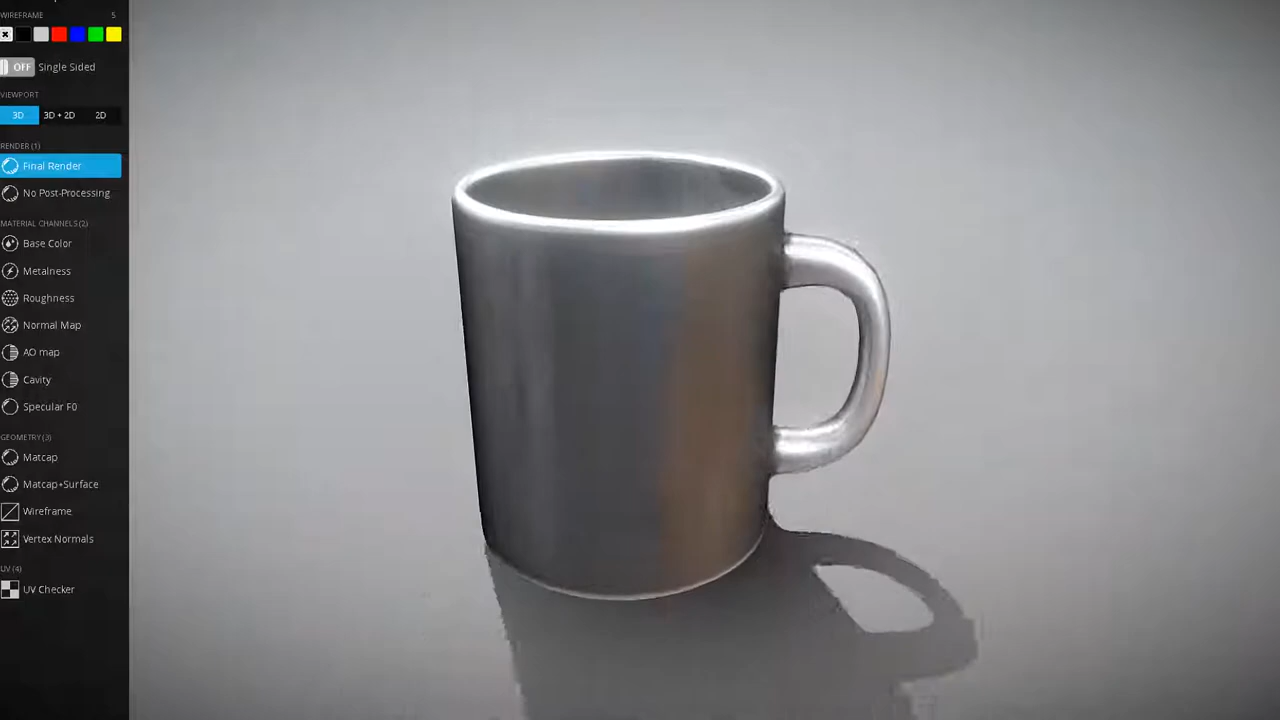 WIREFRAME 5
OFF Single Sided
VIEWPORT
3D 3D + 2D 2D
RENDER (1)
Final Render
No Post-Processing
MATERIAL CHANNELS (2)
Base Color
Metalness
Roughness
Normal Map
AO map
Cavity
Specular F0
GEOMETRY (3)
Matcap
Matcap+Surface
Wireframe
Vertex Normals
UV (4)
UV Checker